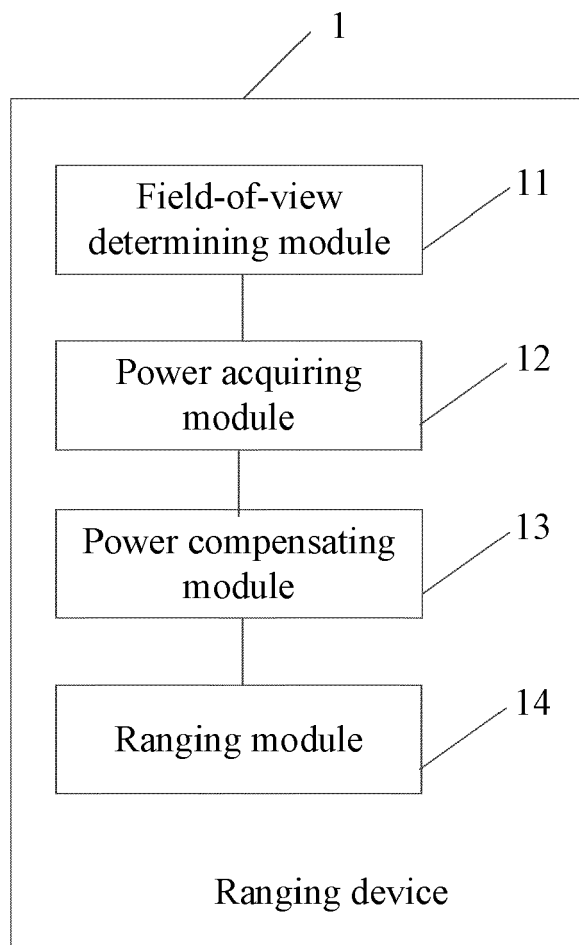 1
Field-of-view
determining module
11
Power acquiring
module
12
Power compensating
module
13
Ranging module
14
Ranging device